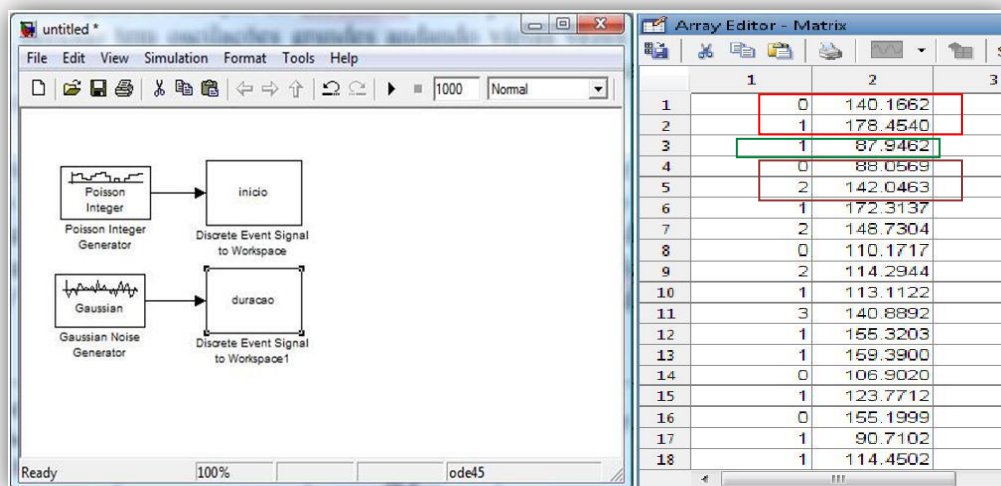 untitled *
File Edit View Simulation Format Tools Help
1000 Normal
Poisson
Integer
Poisson Integer
Generator
inicio
Discrete Event Signal
to Workspace
Gaussian
Gaussian Noise
Generator
duracao
Discrete Event Signal
to Workspace1
Ready 100% ode45
Array Editor - Matrix
1 2 3
1 0 140.1662
2 1 178.4540
3 1 87.9462
4 0 88.0569
5 2 142.0463
6 1 172.3137
7 2 148.7304
8 0 110.1717
9 2 114.2944
10 1 113.1122
11 3 140.8892
12 1 155.3203
13 1 159.3900
14 0 106.9020
15 1 123.7712
16 0 155.1999
17 1 90.7102
18 1 114.4502